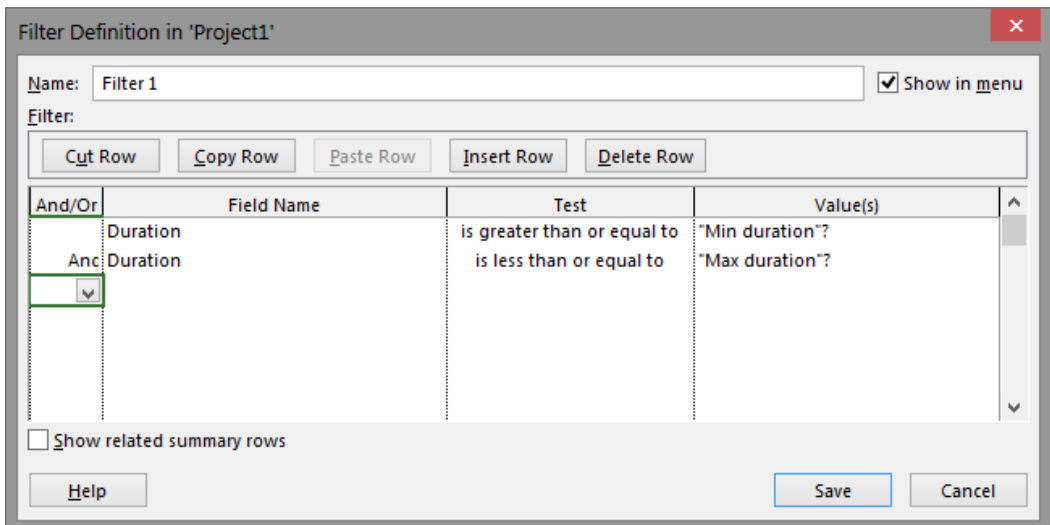 Filter Definition in 'Project1'
Name: Filter 1 Show in menu
Filter:
Cut Row Copy Row Paste Row Insert Row Delete Row
And/Or Field Name Test Value(s)
Duration is greater than or equal to "Min duration"?
Anc Duration is less than or equal to "Max duration"?
Show related summary rows
Help Save Cancel